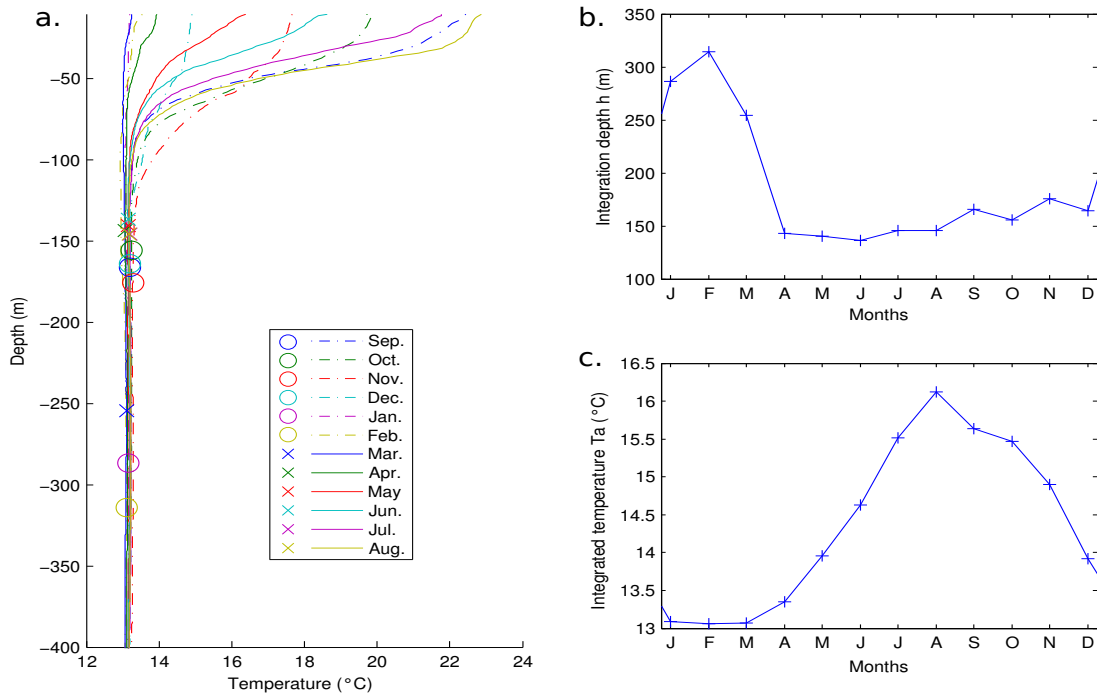 a.
−50
−100
−150
−200
−250
−300
−350
−400
Depth (m)
12
14
16
18
20
22
24
Temperature (°C)
Sep.
Oct.
Nov.
Dec.
Jan.
Feb.
Mar.
Apr.
May
Jun.
Jul.
Aug.
b.
350
300
250
200
150
100
Integration depth h (m)
J F M A M J J A S O N D
Months
c.
16.5
16
15.5
15
14.5
14
13.5
13
Integrated temperature Ta (°C)
J F M A M J J A S O N D
Months